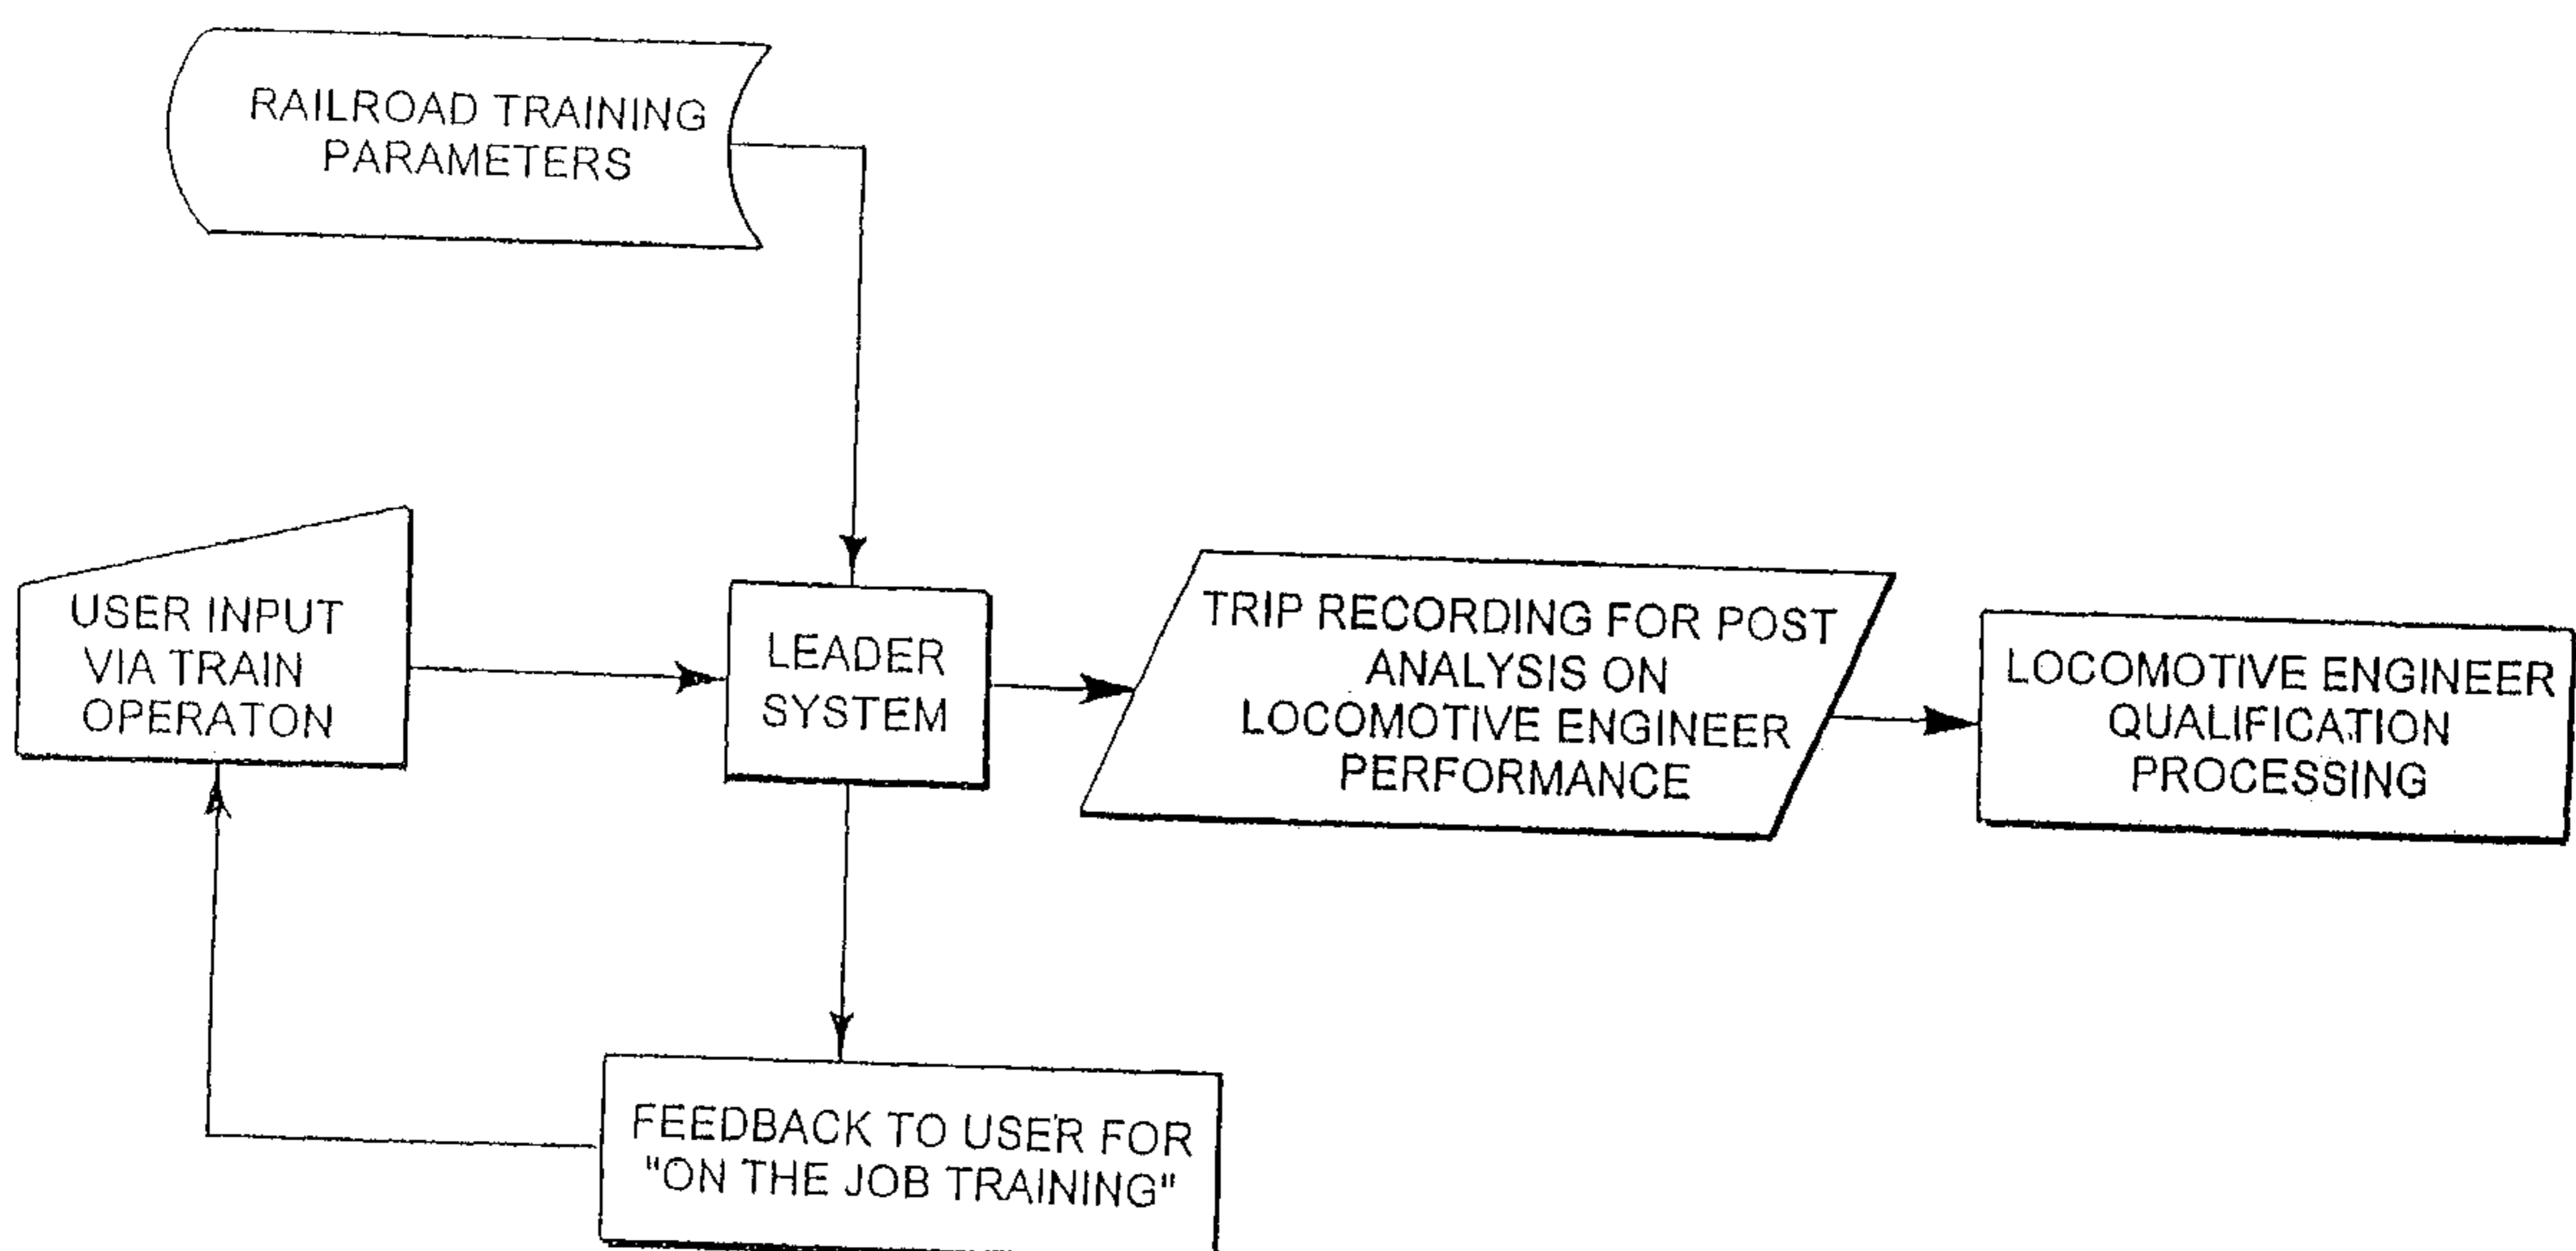 RAILROAD TRAINING
PARAMETERS
USER INPUT
VIA TRAIN
OPERATON
LEADER
SYSTEM
TRIP RECORDING FOR POST
ANALYSIS ON
LOCOMOTIVE ENGINEER
PERFORMANCE
LOCOMOTIVE ENGINEER
QUALIFICATION
PROCESSING
FEEDBACK TO USER FOR
"ON THE JOB TRAINING"